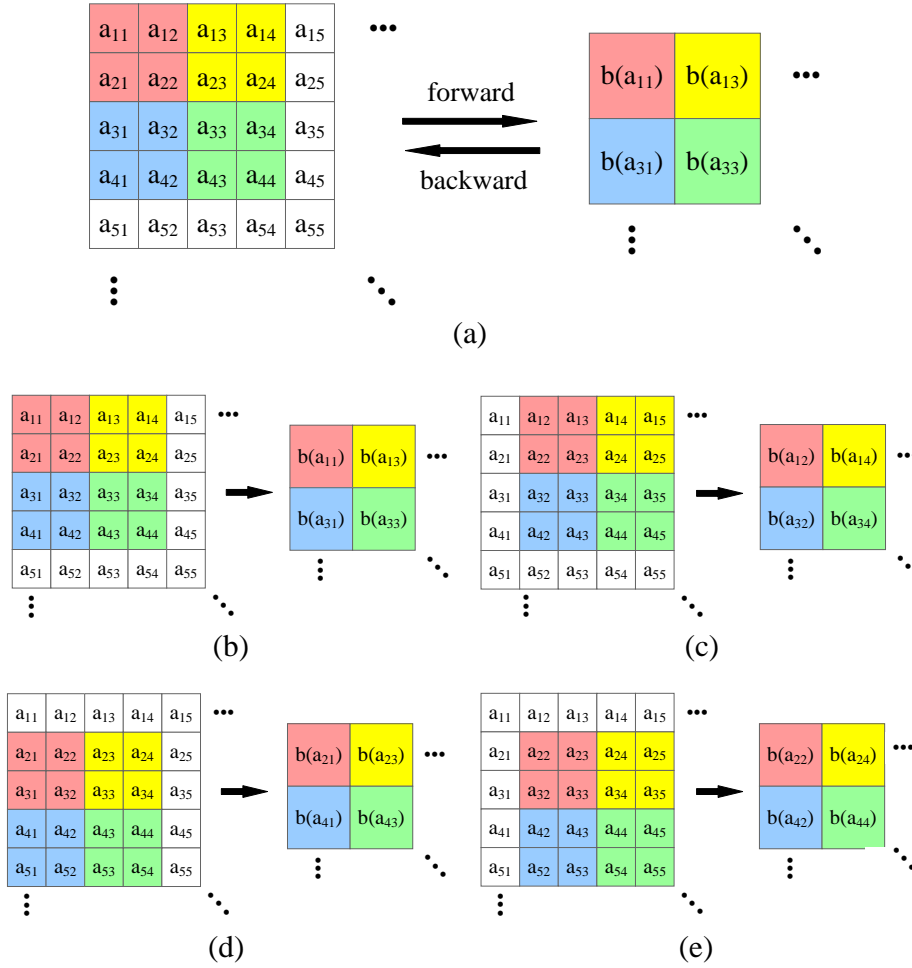 a11 a12 a13 a14 a15 •••
a21 a22 a23 a24 a25
a31 a32 a33 a34 a35
a41 a42 a43 a44 a45
a51 a52 a53 a54 a55
forward
backward
b(a11) b(a13) •••
b(a31) b(a33)
(a)
a11 a12 a13 a14 a15 •••
a21 a22 a23 a24 a25
a31 a32 a33 a34 a35
a41 a42 a43 a44 a45
a51 a52 a53 a54 a55
b(a11) b(a13) •••
b(a31) b(a33)
(b)
a11 a12 a13 a14 a15 •••
a21 a22 a23 a24 a25
a31 a32 a33 a34 a35
a41 a42 a43 a44 a45
a51 a52 a53 a54 a55
b(a12) b(a14) •••
b(a32) b(a34)
(c)
a11 a12 a13 a14 a15 •••
a21 a22 a23 a24 a25
a31 a32 a33 a34 a35
a41 a42 a43 a44 a45
a51 a52 a53 a54 a55
b(a21) b(a23) •••
b(a41) b(a43)
(d)
a11 a12 a13 a14 a15 •••
a21 a22 a23 a24 a25
a31 a32 a33 a34 a35
a41 a42 a43 a44 a45
a51 a52 a53 a54 a55
b(a22) b(a24) •••
b(a42) b(a44)
(e)